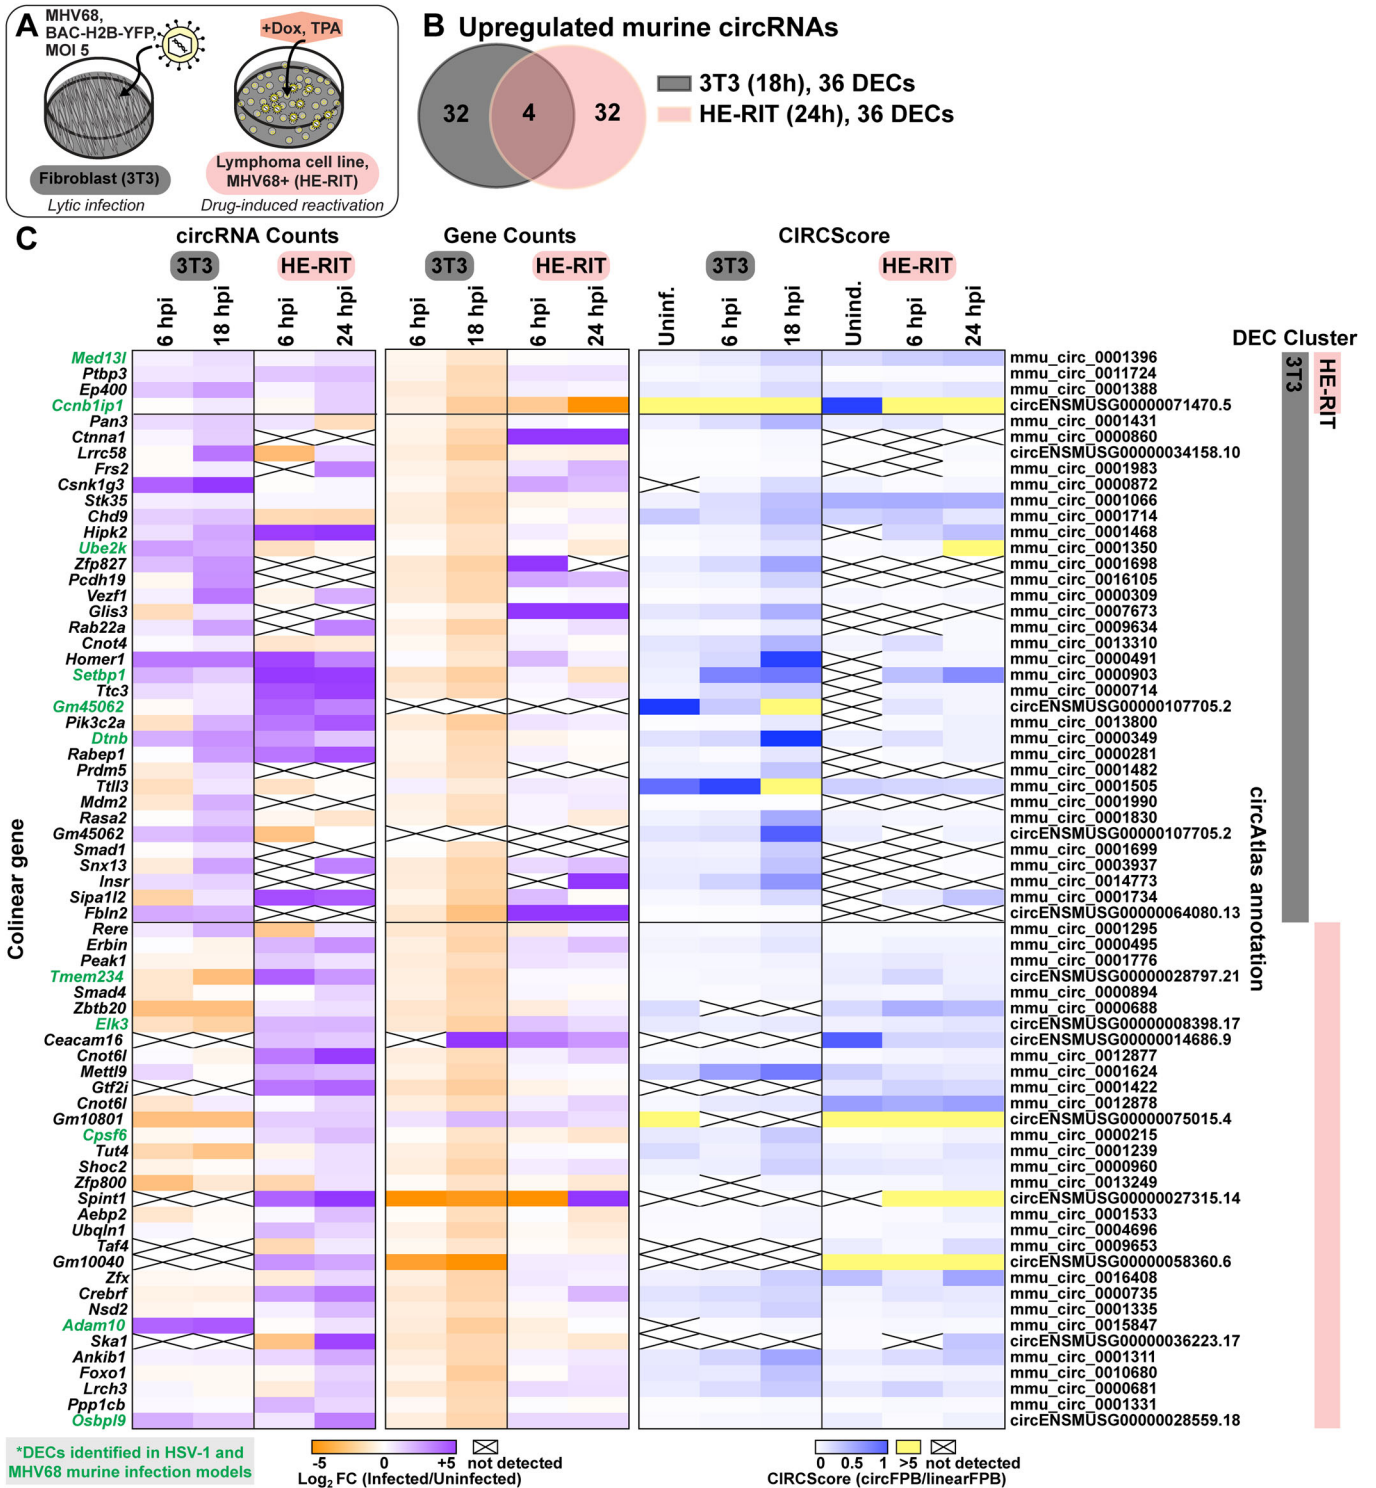 A
MHV68,
BAC-H2B-YFP,
MOI 5
+Dox, TPA
Fibroblast (3T3)
Lytic infection
Lymphoma cell line,
MHV68+ (HE-RIT)
Drug-induced reactivation
B Upregulated murine circRNAs
32 4 32
3T3 (18h), 36 DECs
HE-RIT (24h), 36 DECs
C
circRNA Counts Gene Counts CIRCScore
3T3 HE-RIT 3T3 HE-RIT 3T3 HE-RIT
6 hpi 18 hpi 6 hpi 24 hpi 6 hpi 18 hpi 6 hpi 24 hpi Uninf. 6 hpi 18 hpi Unind. 6 hpi 24 hpi
DEC Cluster
3T3 HE-RIT
Colinear gene
circAtlas annotation
Med13l mmu_circ_0001396
Ptbp3 mmu_circ_0011724
Ep400 mmu_circ_0001388
Ccnb1ip1 circENSMUSG00000071470.5
Pan3 mmu_circ_0001431
Ctnna1 mmu_circ_0000860
Lrrc58 circENSMUSG00000034158.10
Frs2 mmu_circ_0001983
Csnk1g3 mmu_circ_0000872
Stk35 mmu_circ_0001066
Chd9 mmu_circ_0001714
Hipk2 mmu_circ_0001468
Ube2k mmu_circ_0001350
Zfp827 mmu_circ_0001698
Pcdh19 mmu_circ_0016105
Vezf1 mmu_circ_0000309
Glis3 mmu_circ_0007673
Rab22a mmu_circ_0009634
Cnot4 mmu_circ_0013310
Homer1 mmu_circ_0000491
Setbp1 mmu_circ_0000903
Ttc3 mmu_circ_0000714
Gm45062 circENSMUSG00000107705.2
Pik3c2a mmu_circ_0013800
Dtnb mmu_circ_0000349
Rabep1 mmu_circ_0000281
Prdm5 mmu_circ_0001482
Ttll3 mmu_circ_0001505
Mdm2 mmu_circ_0001990
Rasa2 mmu_circ_0001830
Gm45062 circENSMUSG00000107705.2
Smad1 mmu_circ_0001699
Snx13 mmu_circ_0003937
Insr mmu_circ_0014773
Sipa1l2 mmu_circ_0001734
Fbln2 circENSMUSG00000064080.13
Rere mmu_circ_0001295
Erbin mmu_circ_0000495
Peak1 mmu_circ_0001776
Tmem234 circENSMUSG00000028797.21
Smad4 mmu_circ_0000894
Zbtb20 mmu_circ_0000688
Elk3 circENSMUSG00000008398.17
Ceacam16 circENSMUSG00000014686.9
Cnot6l mmu_circ_0012877
Mettl9 mmu_circ_0001624
Gtf2i mmu_circ_0001422
Cnot6l mmu_circ_0012878
Gm10801 circENSMUSG00000075015.4
Cpsf6 mmu_circ_0000215
Tut4 mmu_circ_0001239
Shoc2 mmu_circ_0000960
Zfp800 mmu_circ_0013249
Spint1 circENSMUSG00000027315.14
Aebp2 mmu_circ_0001533
Ubqln1 mmu_circ_0004696
Taf4 mmu_circ_0009653
Gm10040 circENSMUSG00000058360.6
Zfx mmu_circ_0016408
Crebrf mmu_circ_0000735
Nsd2 mmu_circ_0001335
Adam10 mmu_circ_0015847
Ska1 circENSMUSG00000036223.17
Ankib1 mmu_circ_0001311
Foxo1 mmu_circ_0010680
Lrch3 mmu_circ_0000681
Ppp1cb mmu_circ_0001331
Osbpl9 circENSMUSG00000028559.18
*DECs identified in HSV-1 and
MHV68 murine infection models
-5 0 +5 not detected
Log2 FC (Infected/Uninfected)
0 0.5 1 >5 not detected
CIRCScore (circFPB/linearFPB)